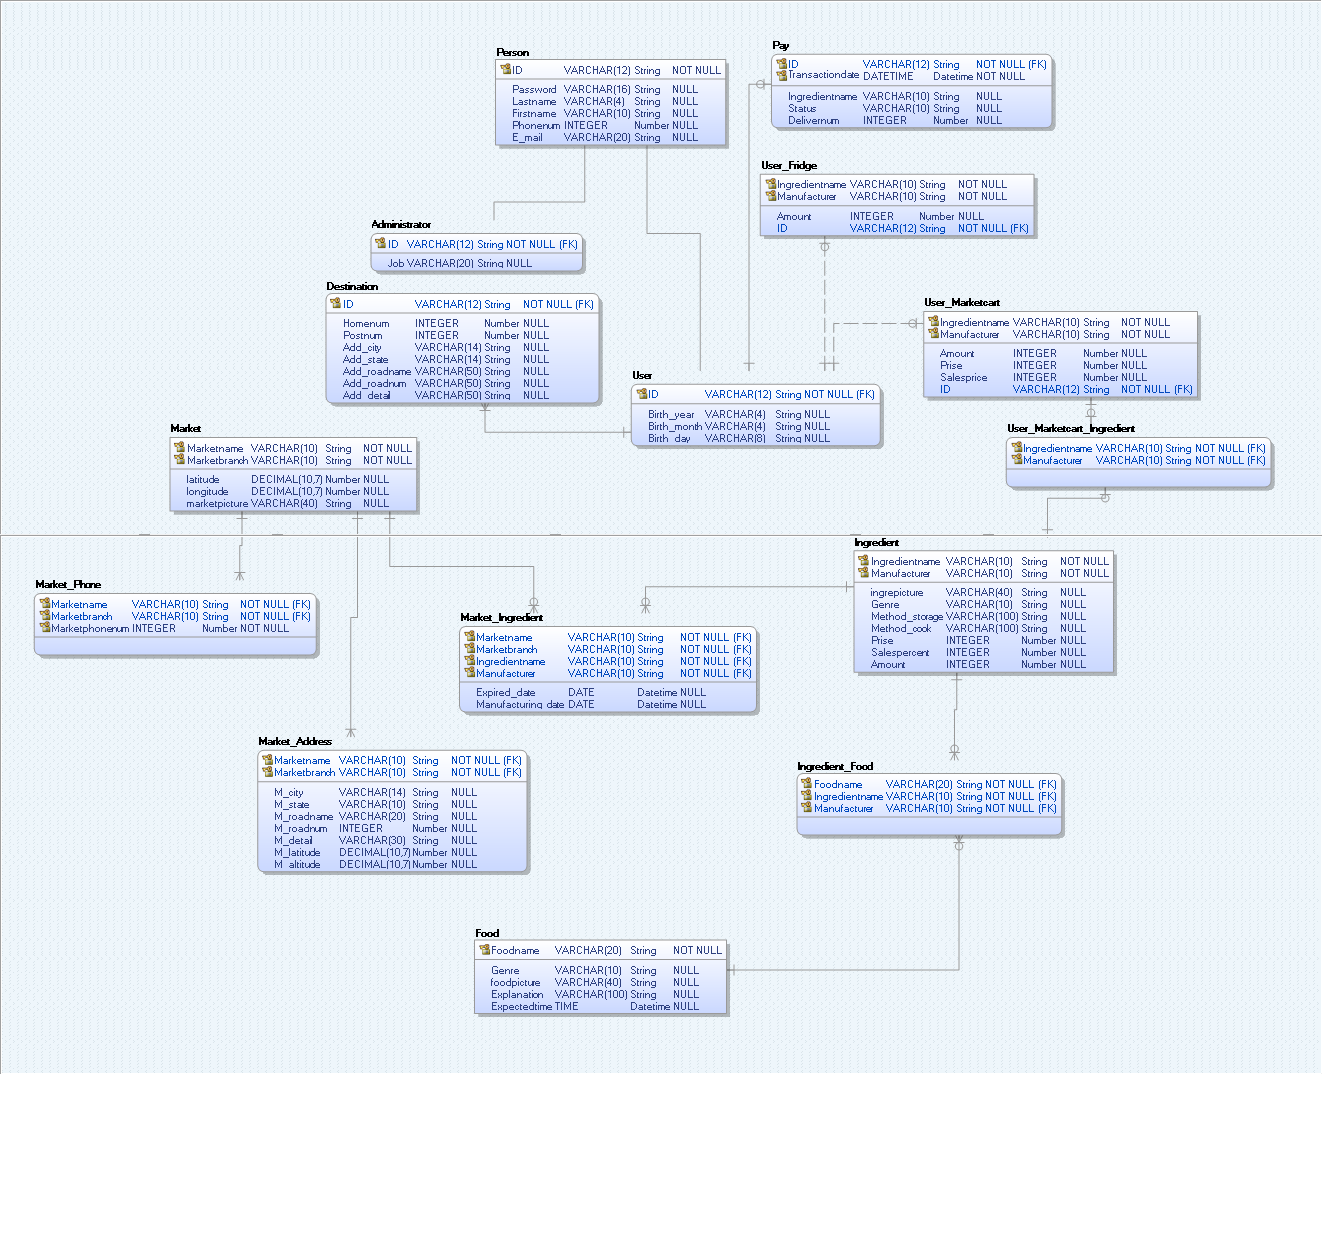 Person
ID VARCHAR(12) String NOT NULL
Password VARCHAR(16) String NULL
Lastname VARCHAR(4) String NULL
Firstname VARCHAR(10) String NULL
Phonenum INTEGER Number NULL
E_mail VARCHAR(20) String NULL
Pay
ID VARCHAR(12) String NOT NULL (FK)
Transactiondate DATETIME Datetime NOT NULL
Ingredientname VARCHAR(10) String NULL
Status VARCHAR(10) String NULL
Delivernum INTEGER Number NULL
User_Fridge
Ingredientname VARCHAR(10) String NOT NULL
Manufacturer VARCHAR(10) String NOT NULL
Amount INTEGER Number NULL
ID VARCHAR(12) String NOT NULL (FK)
Administrator
ID VARCHAR(12) String NOT NULL (FK)
Job VARCHAR(20) String NULL
Destination
ID VARCHAR(12) String NOT NULL (FK)
Homenum INTEGER Number NULL
Postnum INTEGER Number NULL
Add_city VARCHAR(14) String NULL
Add_state VARCHAR(14) String NULL
Add_roadname VARCHAR(50) String NULL
Add_roadnum VARCHAR(50) String NULL
Add_detail VARCHAR(50) String NULL
User_Marketcart
Ingredientname VARCHAR(10) String NOT NULL
Manufacturer VARCHAR(10) String NOT NULL
Amount INTEGER Number NULL
Prise INTEGER Number NULL
Salesprice INTEGER Number NULL
ID VARCHAR(12) String NOT NULL (FK)
User
ID VARCHAR(12) String NOT NULL (FK)
Birth_year VARCHAR(4) String NULL
Birth_month VARCHAR(4) String NULL
Birth_day VARCHAR(8) String NULL
Market
Marketname VARCHAR(10) String NOT NULL
Marketbranch VARCHAR(10) String NOT NULL
latitude DECIMAL(10,7) Number NULL
longitude DECIMAL(10,7) Number NULL
marketpicture VARCHAR(40) String NULL
User_Marketcart_Ingredient
Ingredientname VARCHAR(10) String NOT NULL (FK)
Manufacturer VARCHAR(10) String NOT NULL (FK)
Ingredient
Ingredientname VARCHAR(10) String NOT NULL
Manufacturer VARCHAR(10) String NOT NULL
ingrepicture VARCHAR(40) String NULL
Genre VARCHAR(10) String NULL
Method_storage VARCHAR(100) String NULL
Method_cook VARCHAR(100) String NULL
Prise INTEGER Number NULL
Salespercent INTEGER Number NULL
Amount INTEGER Number NULL
Market_Phone
Marketname VARCHAR(10) String NOT NULL (FK)
Marketbranch VARCHAR(10) String NOT NULL (FK)
Marketphonenum INTEGER Number NOT NULL
Market_Ingredient
Marketname VARCHAR(10) String NOT NULL (FK)
Marketbranch VARCHAR(10) String NOT NULL (FK)
Ingredientname VARCHAR(10) String NOT NULL (FK)
Manufacturer VARCHAR(10) String NOT NULL (FK)
Expired_date DATE Datetime NULL
Manufacturing_date DATE Datetime NULL
Market_Address
Marketname VARCHAR(10) String NOT NULL (FK)
Marketbranch VARCHAR(10) String NOT NULL (FK)
M_city VARCHAR(14) String NULL
M_state VARCHAR(10) String NULL
M_roadname VARCHAR(20) String NULL
M_roadnum INTEGER Number NULL
M_detail VARCHAR(30) String NULL
M_latitude DECIMAL(10,7) Number NULL
M_altitude DECIMAL(10,7) Number NULL
Ingredient_Food
Foodname VARCHAR(20) String NOT NULL (FK)
Ingredientname VARCHAR(10) String NOT NULL (FK)
Manufacturer VARCHAR(10) String NOT NULL (FK)
Food
Foodname VARCHAR(20) String NOT NULL
Genre VARCHAR(10) String NULL
foodpicture VARCHAR(40) String NULL
Explanation VARCHAR(100) String NULL
Expectedtime TIME Datetime NULL